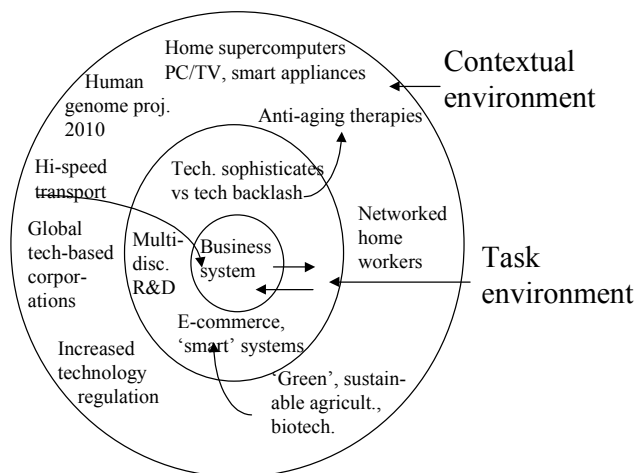 Home supercomputers
PC/TV, smart appliances
Contextual
environment
Human
genome proj.
2010
Anti-aging therapies
Hi-speed
transport
Tech. sophisticates
vs tech backlash
Networked
home
workers
Global
tech-based
corpor-
ations
Multi-
disc.
R&D
Business
system
Task
environment
E-commerce,
‘smart’ systems
Increased
technology
regulation
‘Green’, sustain-
able agricult.,
biotech.